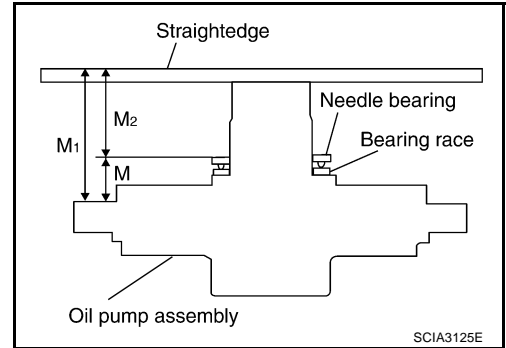 Straightedge
Needle bearing
M2
Bearing race
M1
M
Oil pump assembly
SCIA3125E